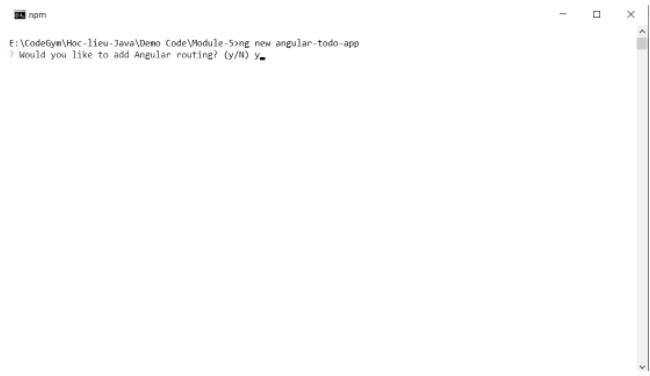 npm
E:\CodeGym\Hoc-lieu-Java\Demo Code\Module-5>ng new angular-todo-app
? Would you like to add Angular routing? (y/N) y